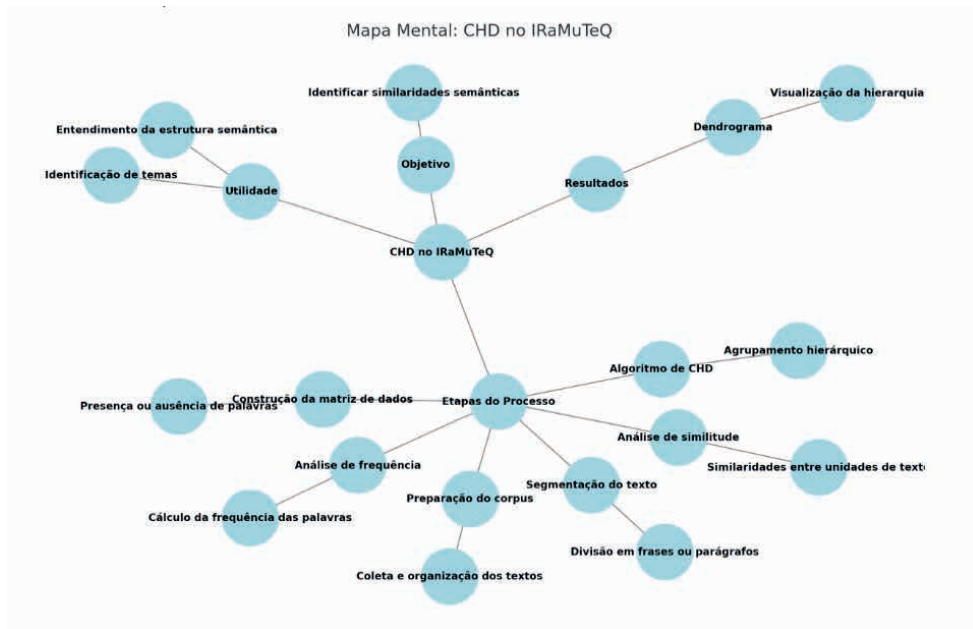 Mapa Mental: CHD no IRaMuTeQ
Identificar similaridades semânticas
Visualização da hierarquia
Entendimento da estrutura semântica
Dendrograma
Objetivo
Identificação de temas
Utilidade
Resultados
CHD no IRaMuTeQ
Agrupamento hierárquico
Algoritmo de CHD
Presença ou ausência de palavras
Construção da matriz de dados
Etapas do Processo
Análise de similitude
Análise de frequência
Similaridades entre unidades de text
Segmentação do texto
Preparação do corpus
Cálculo da frequência das palavras
Divisão em frases ou parágrafos
Coleta e organização dos textos